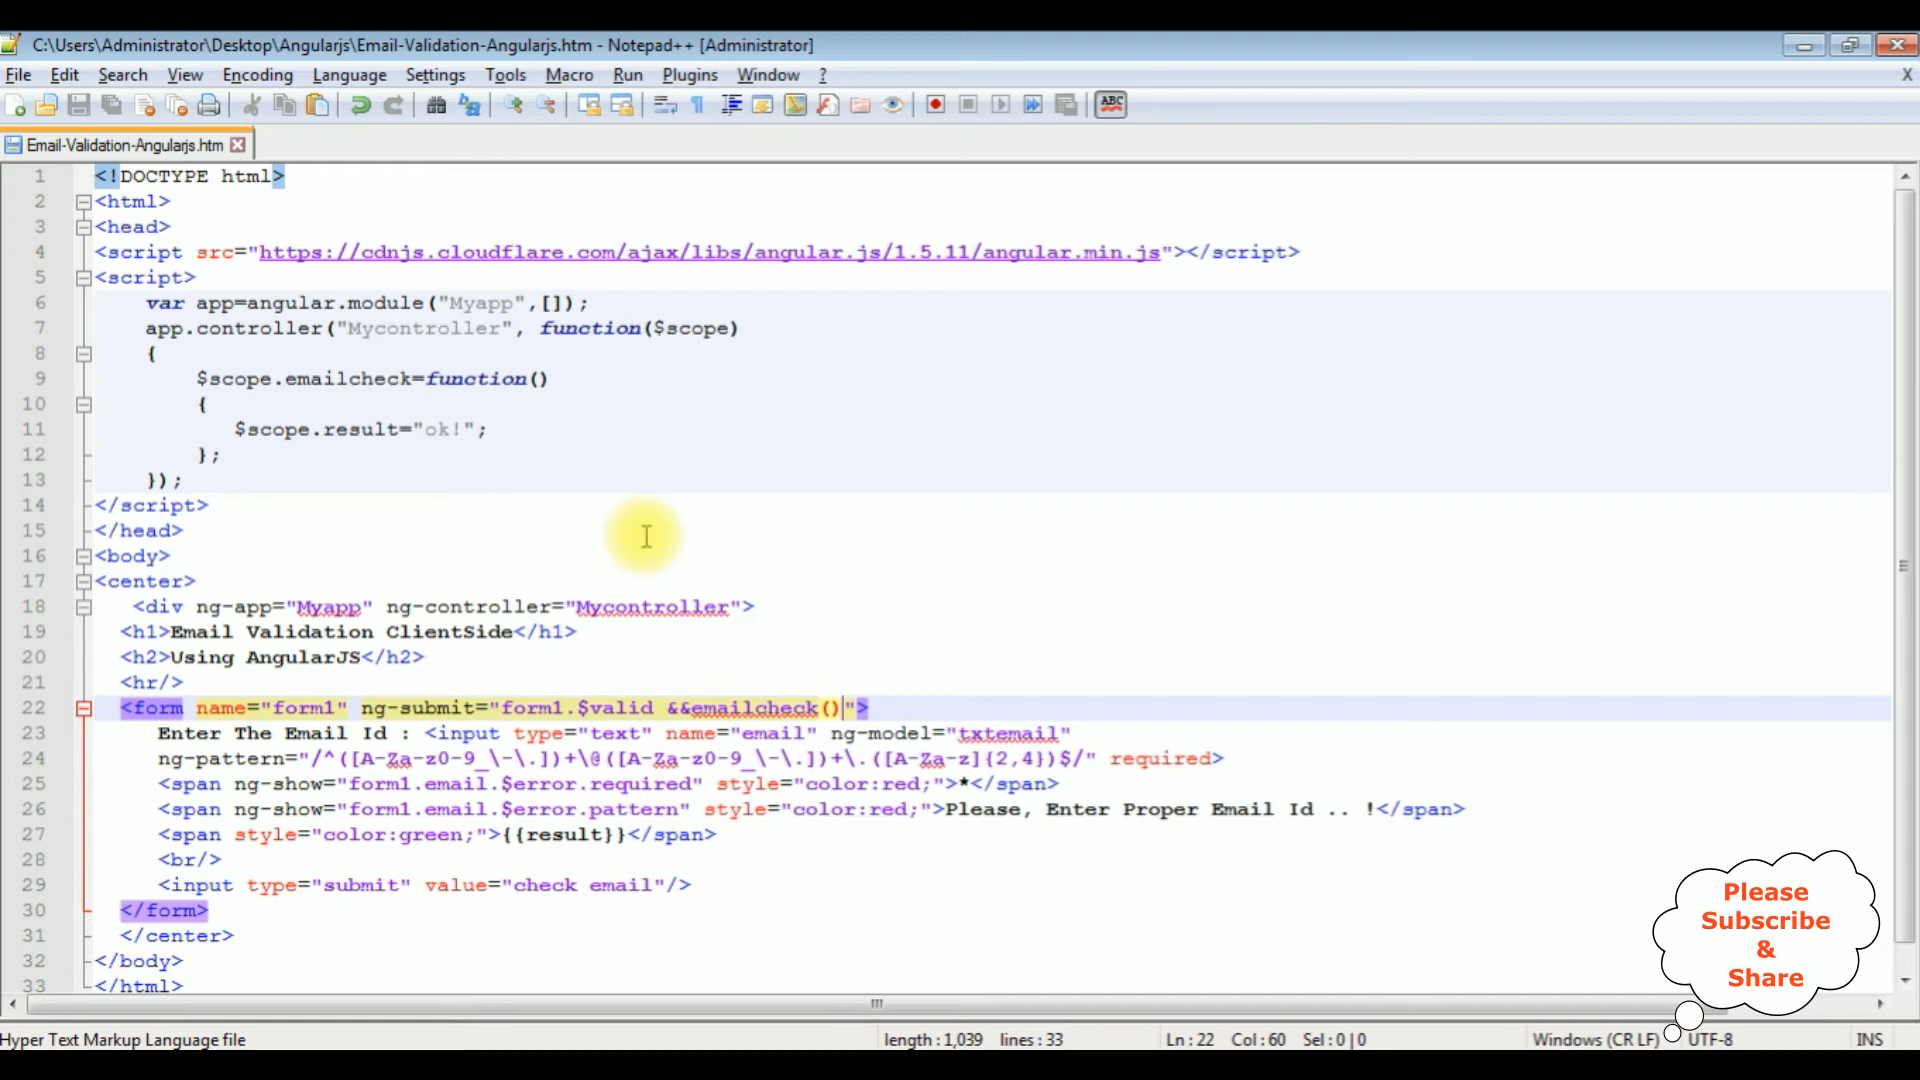 C:\Users\Administrator\Desktop\Angularjs\Email-Validation-Angularjs.htm - Notepad++ [Administrator]
File Edit Search View Encoding Language Settings Tools Macro Run Plugins Window ? X
ABC
Email-Validation-Angularjs.htm
1 <!DOCTYPE html>
2 <html>
3 <head>
4 <script src="https://cdnjs.cloudflare.com/ajax/libs/angular.js/1.5.11/angular.min.js"></script>
5 <script>
6 var app=angular.module("Myapp",[]);
7 app.controller("Mycontroller", function($scope)
8 {
9 $scope.emailcheck=function()
10 {
11 $scope.result="ok!";
12 };
13 });
14 </script>
15 </head>
16 <body>
17 <center>
18 <div ng-app="Myapp" ng-controller="Mycontroller">
19 <h1>Email Validation ClientSide</h1>
20 <h2>Using AngularJS</h2>
21 <hr/>
22 <form name="form1" ng-submit="form1.$valid &&emailcheck()">
23 Enter The Email Id : <input type="text" name="email" ng-model="txtemail"
24 ng-pattern="/^([A-Za-z0-9_\-\.])+\@([A-Za-z0-9_\-\.])+\.([A-Za-z]{2,4})$/" required>
25 <span ng-show="form1.email.$error.required" style="color:red;">*</span>
26 <span ng-show="form1.email.$error.pattern" style="color:red;">Please, Enter Proper Email Id .. !</span>
27 <span style="color:green;">{{result}}</span>
28 <br/>
29 <input type="submit" value="check email"/>
30 </form>
31 </center>
32 </body>
33 </html>
Please
Subscribe
&
Share
Hyper Text Markup Language file length : 1,039 lines : 33 Ln : 22 Col : 60 Sel : 0 | 0 Windows (CR LF) UTF-8 INS